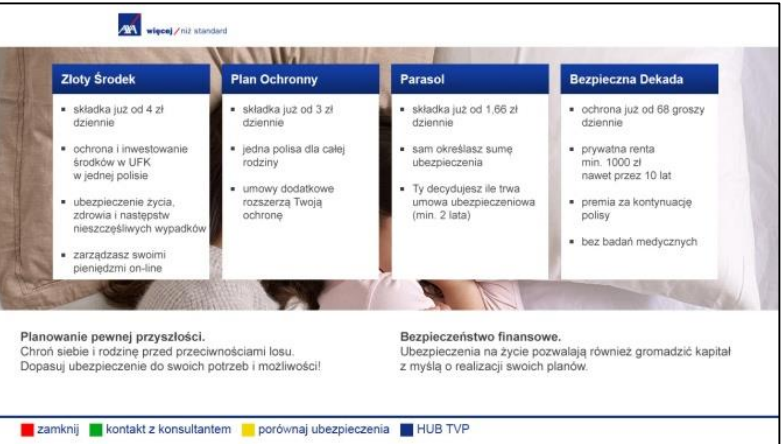 AXA
więcej / niż standard
Złoty Środek
▪ składka już od 4 zł
dziennie
▪ ochrona i inwestowanie
środków w UFK
w jednej polisie
▪ ubezpieczenie życia,
zdrowia i następstw
nieszczęśliwych wypadków
▪ zarządzasz swoimi
pieniędzmi on-line
Plan Ochronny
▪ składka już od 3 zł
dziennie
▪ jedna polisa dla całej
rodziny
▪ umowy dodatkowe
rozszerzą Twoją
ochronę
Parasol
▪ składka już od 1,66 zł
dziennie
▪ sam określasz sumę
ubezpieczenia
▪ Ty decydujesz ile trwa
umowa ubezpieczeniowa
(min. 2 lata)
Bezpieczna Dekada
▪ ochrona już od 68 groszy
dziennie
▪ prywatna renta
min. 1000 zł
nawet przez 10 lat
▪ premia za kontynuację
polisy
▪ bez badań medycznych
Planowanie pewnej przyszłości.
Chroń siebie i rodzinę przed przeciwnościami losu.
Dopasuj ubezpieczenie do swoich potrzeb i możliwości!
Bezpieczeństwo finansowe.
Ubezpieczenia na życie pozwalają również gromadzić kapitał
z myślą o realizacji swoich planów.
zamknij kontakt z konsultantem porównaj ubezpieczenia HUB TVP